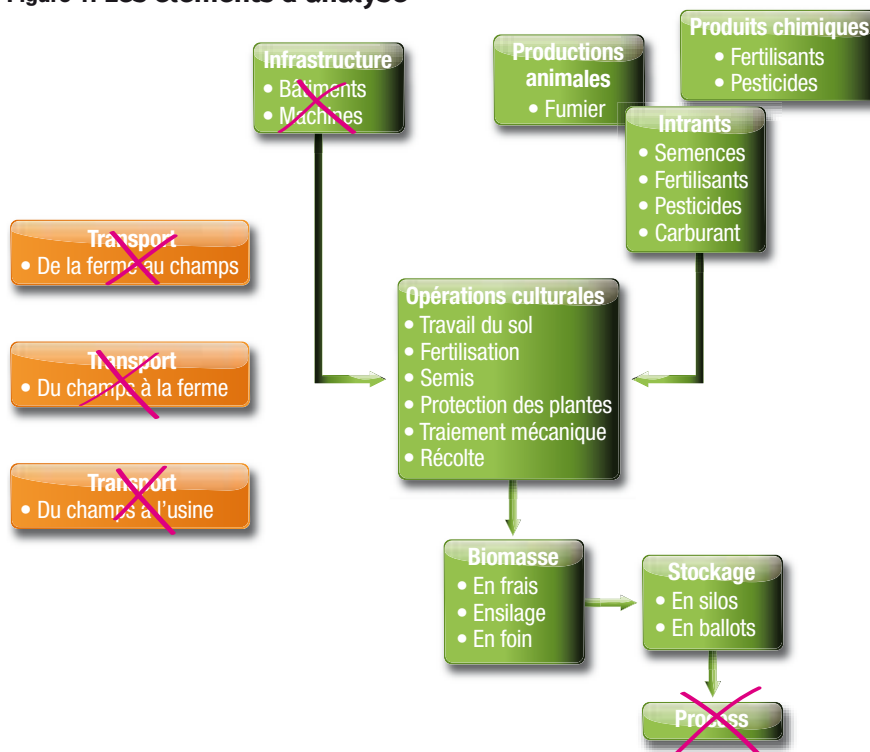 Figure 1: Les éléments d'analyse
Infrastructure
• Bâtiments
• Machines
Productions
animales
• Fumier
Produits chimiques
• Fertilisants
• Pesticides
Intrants
• Semences
• Fertilisants
• Pesticides
• Carburant
Transport
• De la ferme au champs
Transport
• Du champs à la ferme
Transport
• Du champs à l'usine
Opérations culturales
• Travail du sol
• Fertilisation
• Semis
• Protection des plantes
• Traiement mécanique
• Récolte
Biomasse
• En frais
• Ensilage
• En foin
Stockage
• En silos
• En ballots
Process